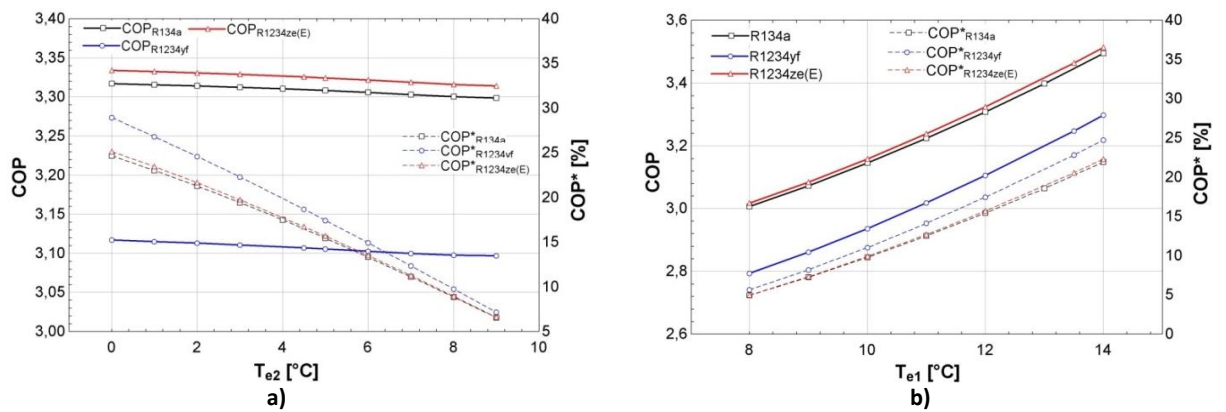 COP_R134a COP_R1234ze(E)
COP_R1234yf
COP*_R134a
COP*_R1234yf
COP*_R1234ze(E)
3,40
3,35
3,30
3,25
3,20
3,15
3,10
3,05
3,00
COP
40
35
30
25
20
15
10
5
COP* [%]
0 2 4 6 8 10
T_e2 [°C]
a)
R134a
R1234yf
R1234ze(E)
COP*_R134a
COP*_R1234yf
COP*_R1234ze(E)
3,6
3,4
3,2
3,0
2,8
2,6
COP
40
35
30
25
20
15
10
5
0
COP* [%]
8 10 12 14
T_e1 [°C]
b)